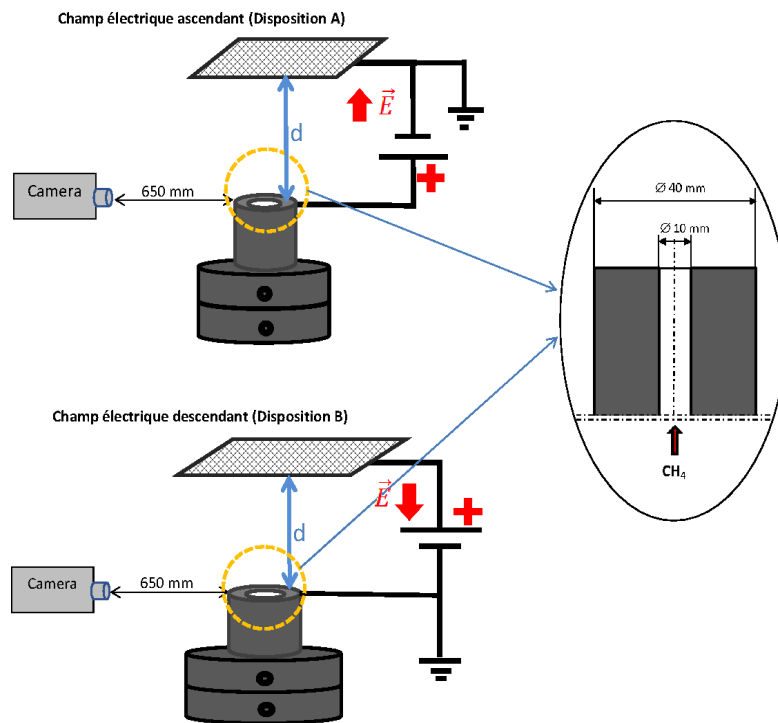 Champ électrique ascendant (Disposition A)
E
d
+
Camera
650 mm
Ø 40 mm
Ø 10 mm
CH4
Champ électrique descendant (Disposition B)
E
+
d
Camera
650 mm